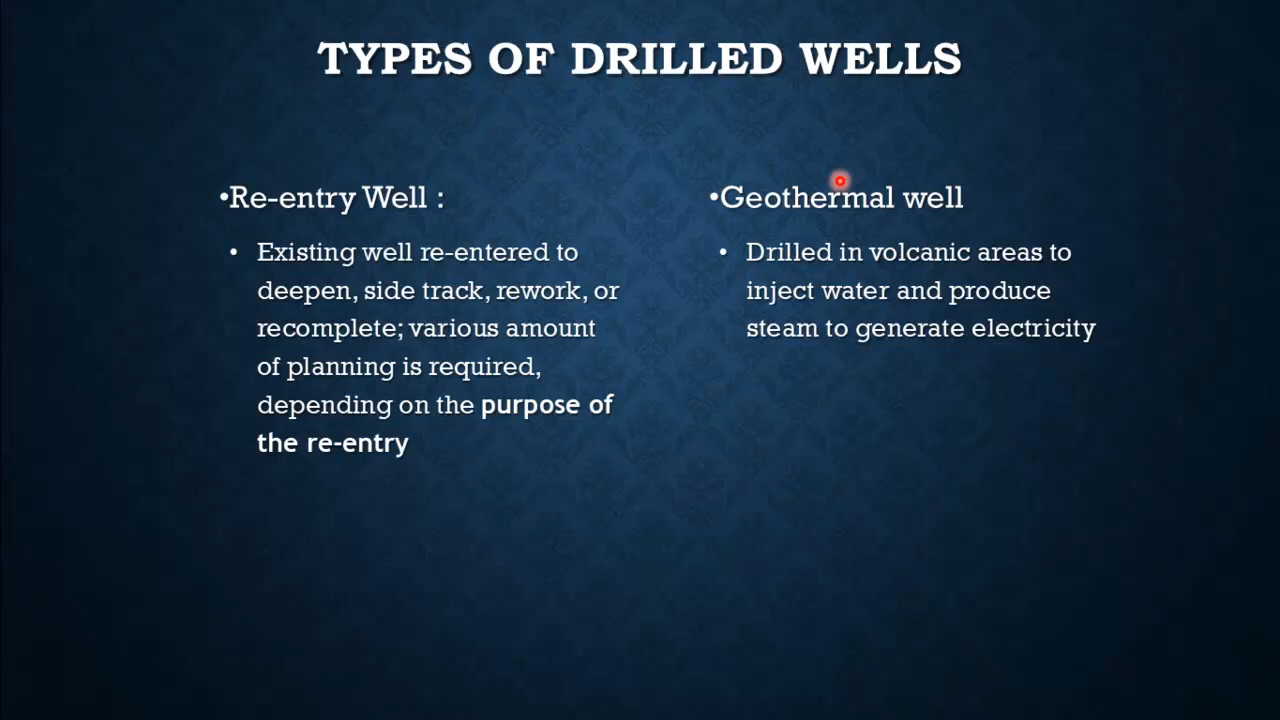 TYPES OF DRILLED WELLS
•Re-entry Well :
• Existing well re-entered to
deepen, side track, rework, or
recomplete; various amount
of planning is required,
depending on the purpose of
the re-entry
•Geothermal well
• Drilled in volcanic areas to
inject water and produce
steam to generate electricity